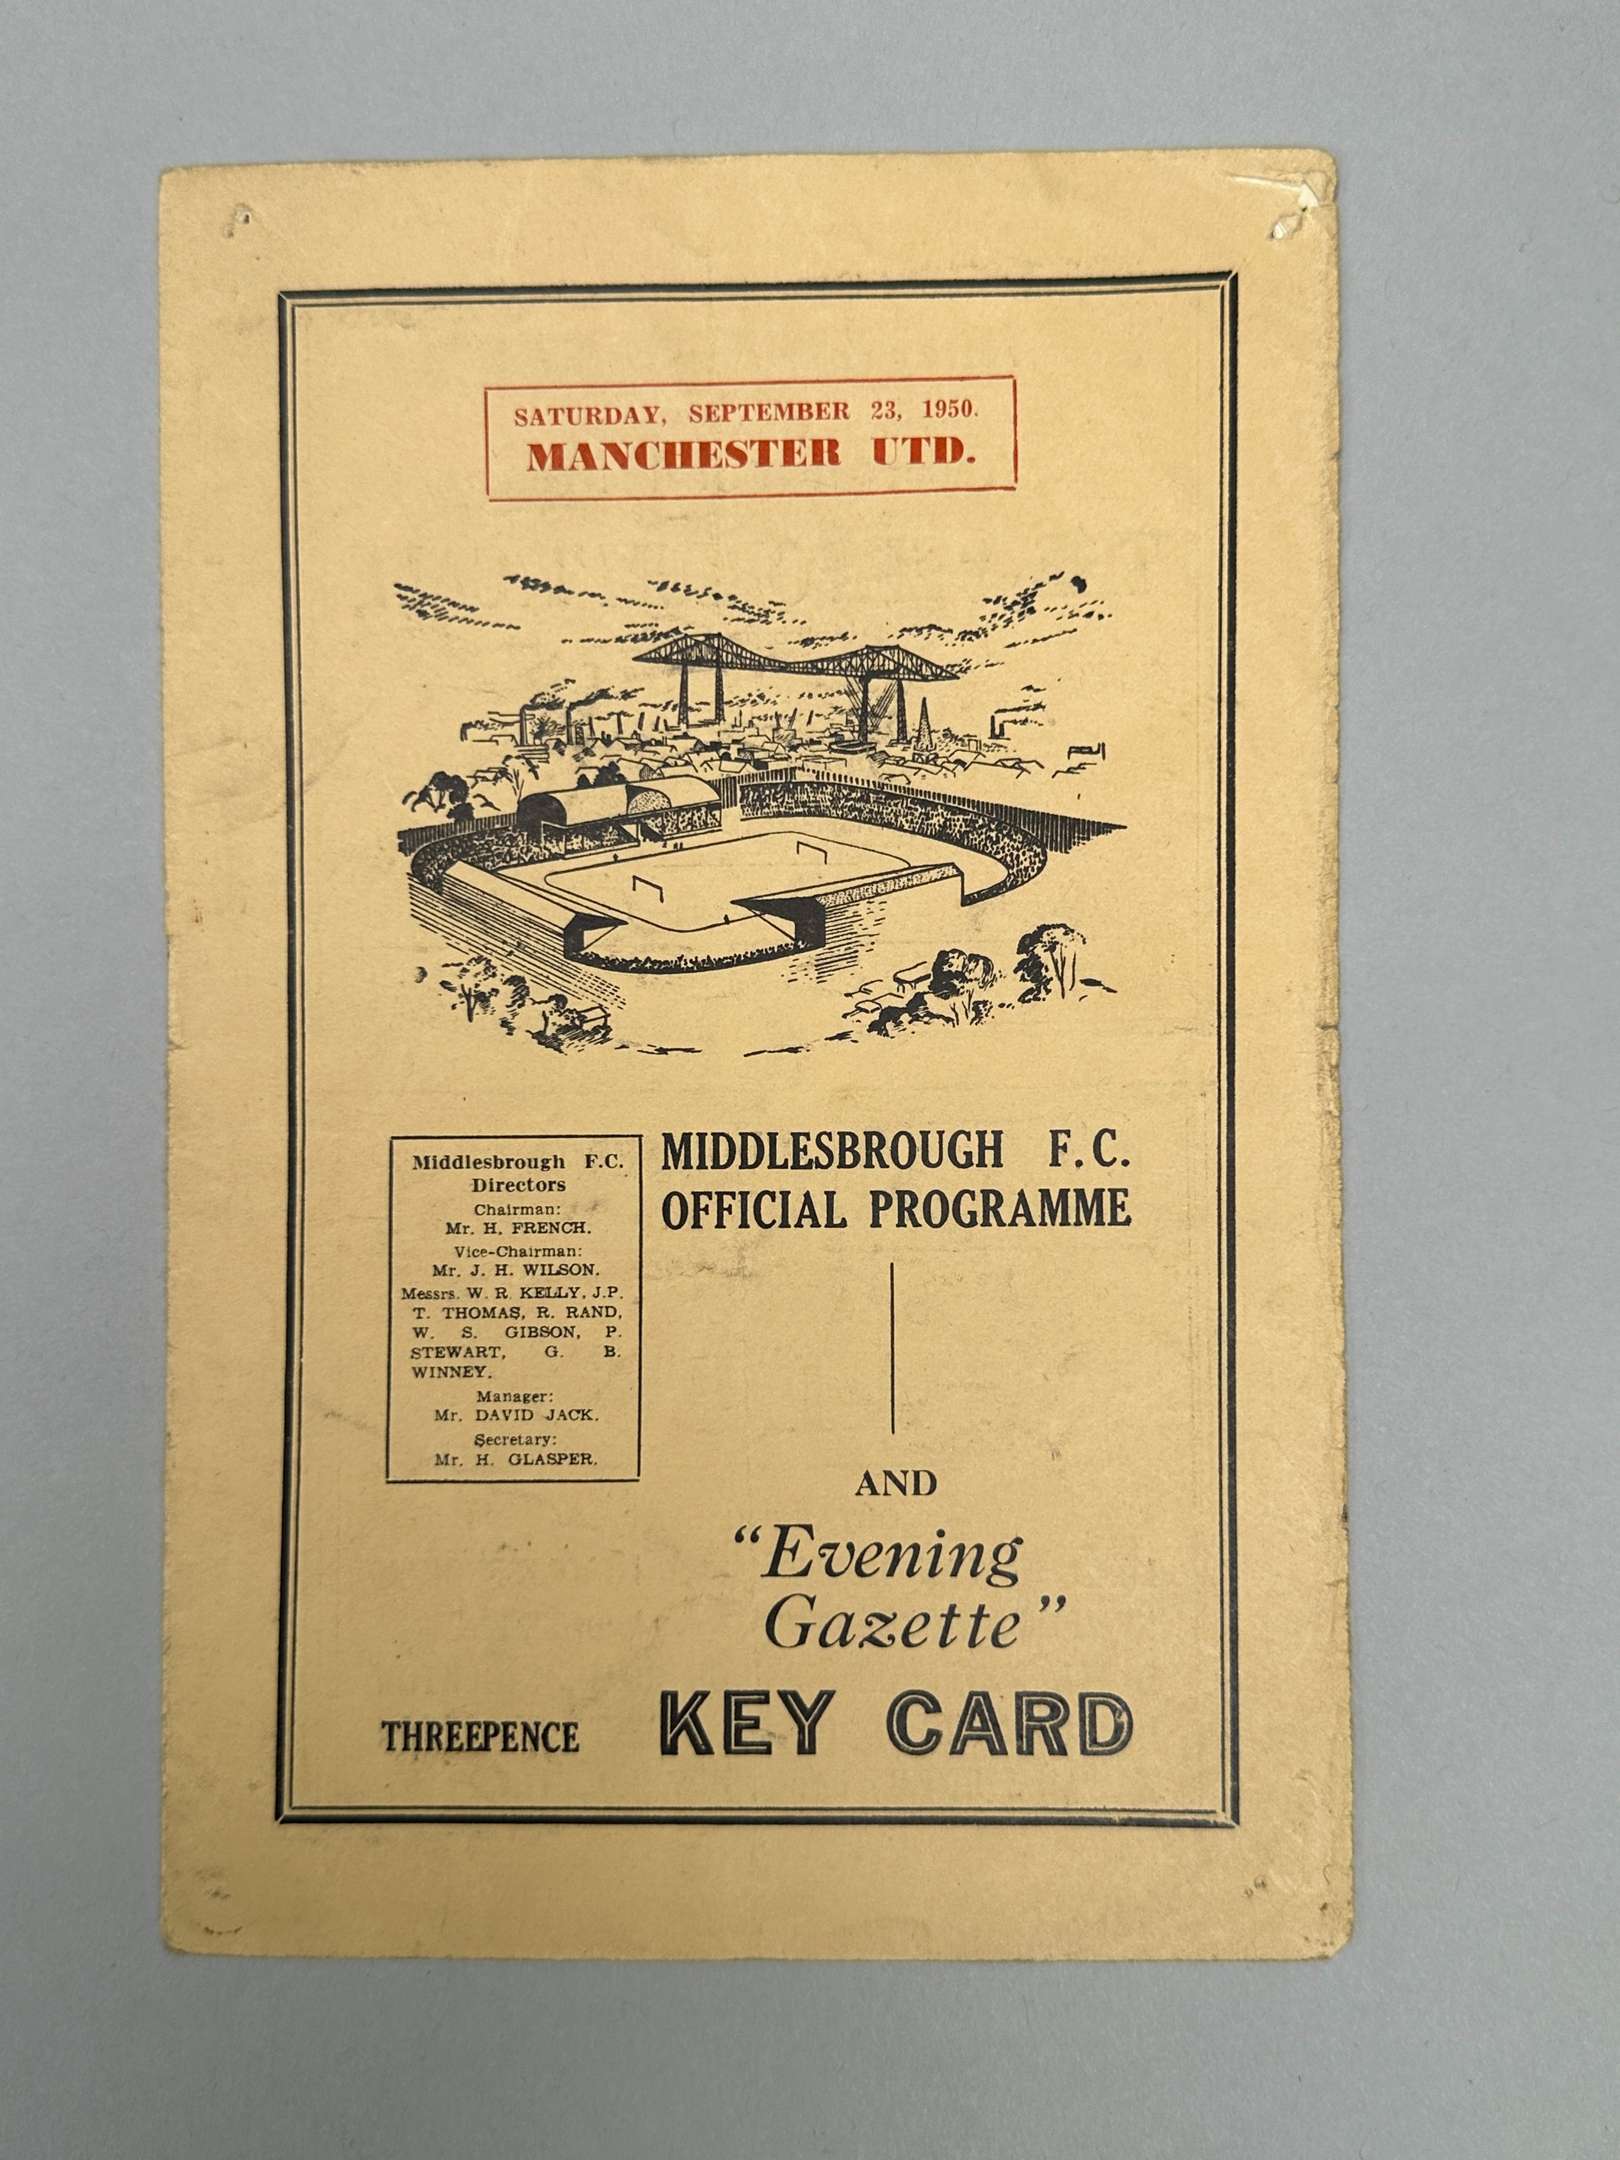 SATURDAY, SEPTEMBER 23, 1950.
MANCHESTER UTD.
Middlesbrough F.C.
Directors
Chairman:
Mr. H. FRENCH.
Vice-Chairman:
Mr. J. H. WILSON.
Messrs. W. R. KELLY, J.P.
T. THOMAS, R. RAND,
W. S. GIBSON, P.
STEWART, G. B.
WINNEY.
Manager:
Mr. DAVID JACK.
Secretary:
Mr. H. GLASPER.
MIDDLESBROUGH F.C.
OFFICIAL PROGRAMME
AND
"Evening
Gazette"
KEY CARD
THREEPENCE